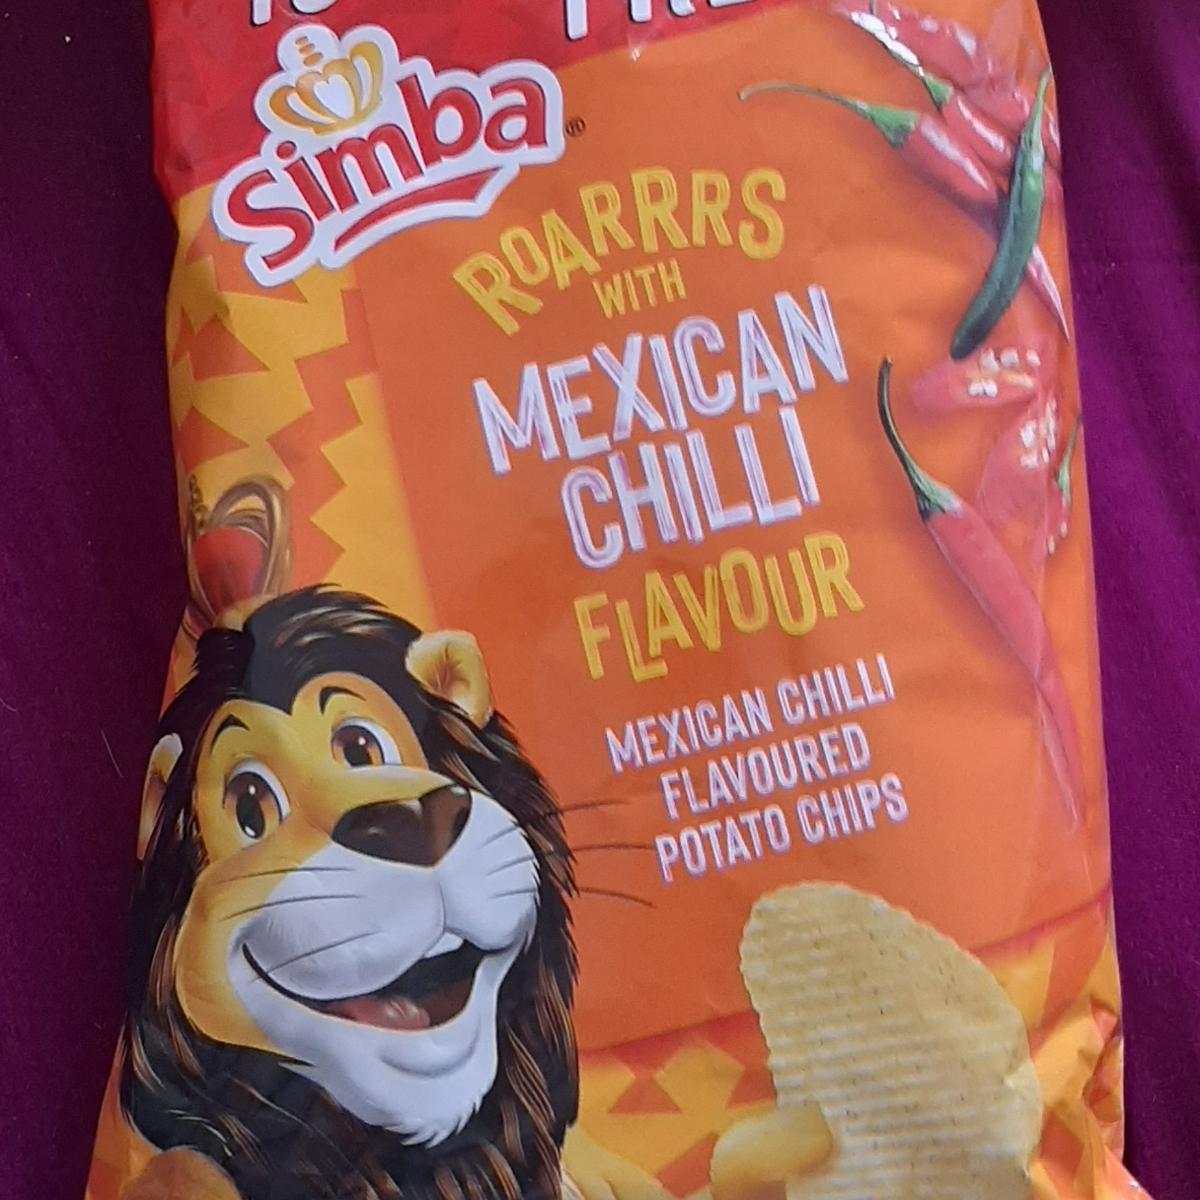 Simba®
ROARRRS
WITH
MEXICAN
CHILLI
FLAVOUR
MEXICAN CHILLI
FLAVOURED
POTATO CHIPS